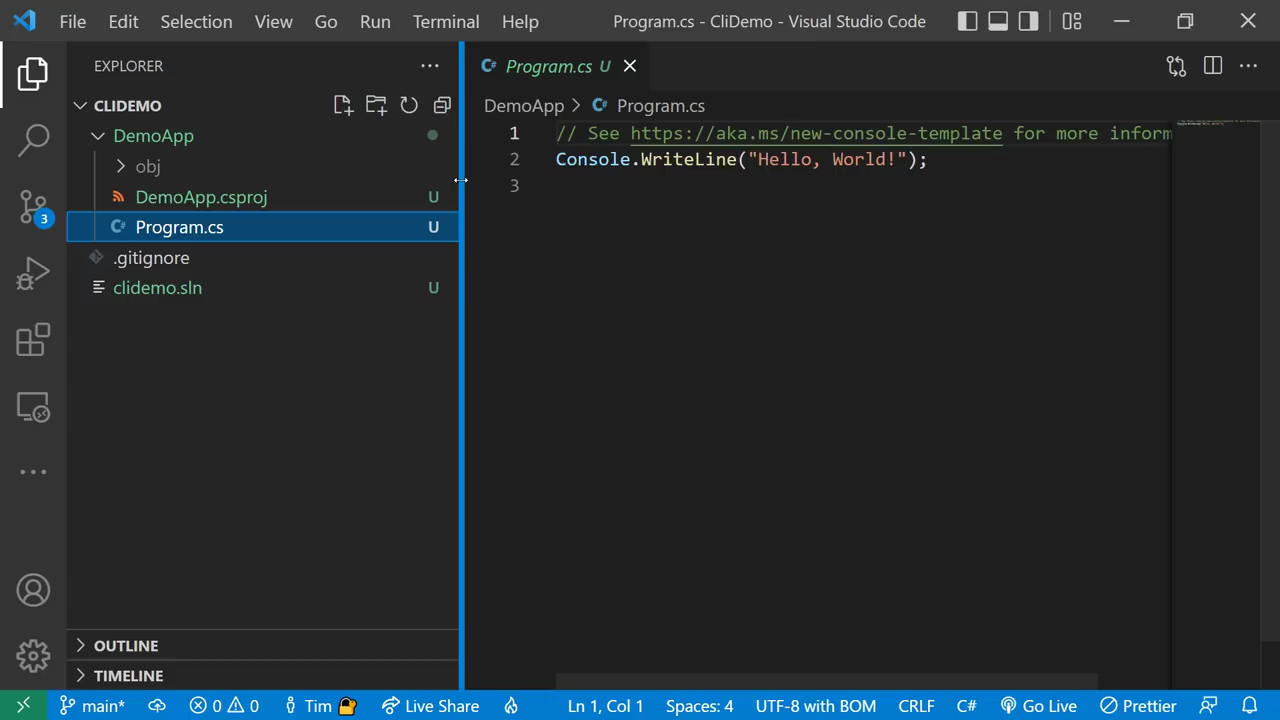 File Edit Selection View Go Run Terminal Help Program.cs - CliDemo - Visual Studio Code
EXPLORER
CLIDEMO
DemoApp
obj
DemoApp.csproj U
Program.cs U
.gitignore
clidemo.sln U
OUTLINE
TIMELINE
3
C# Program.cs U
DemoApp > C# Program.cs
1 // See https://aka.ms/new-console-template for more inform
2 Console.WriteLine("Hello, World!");
3
main* 0 0 Tim Live Share Ln 1, Col 1 Spaces: 4 UTF-8 with BOM CRLF C# Go Live Prettier